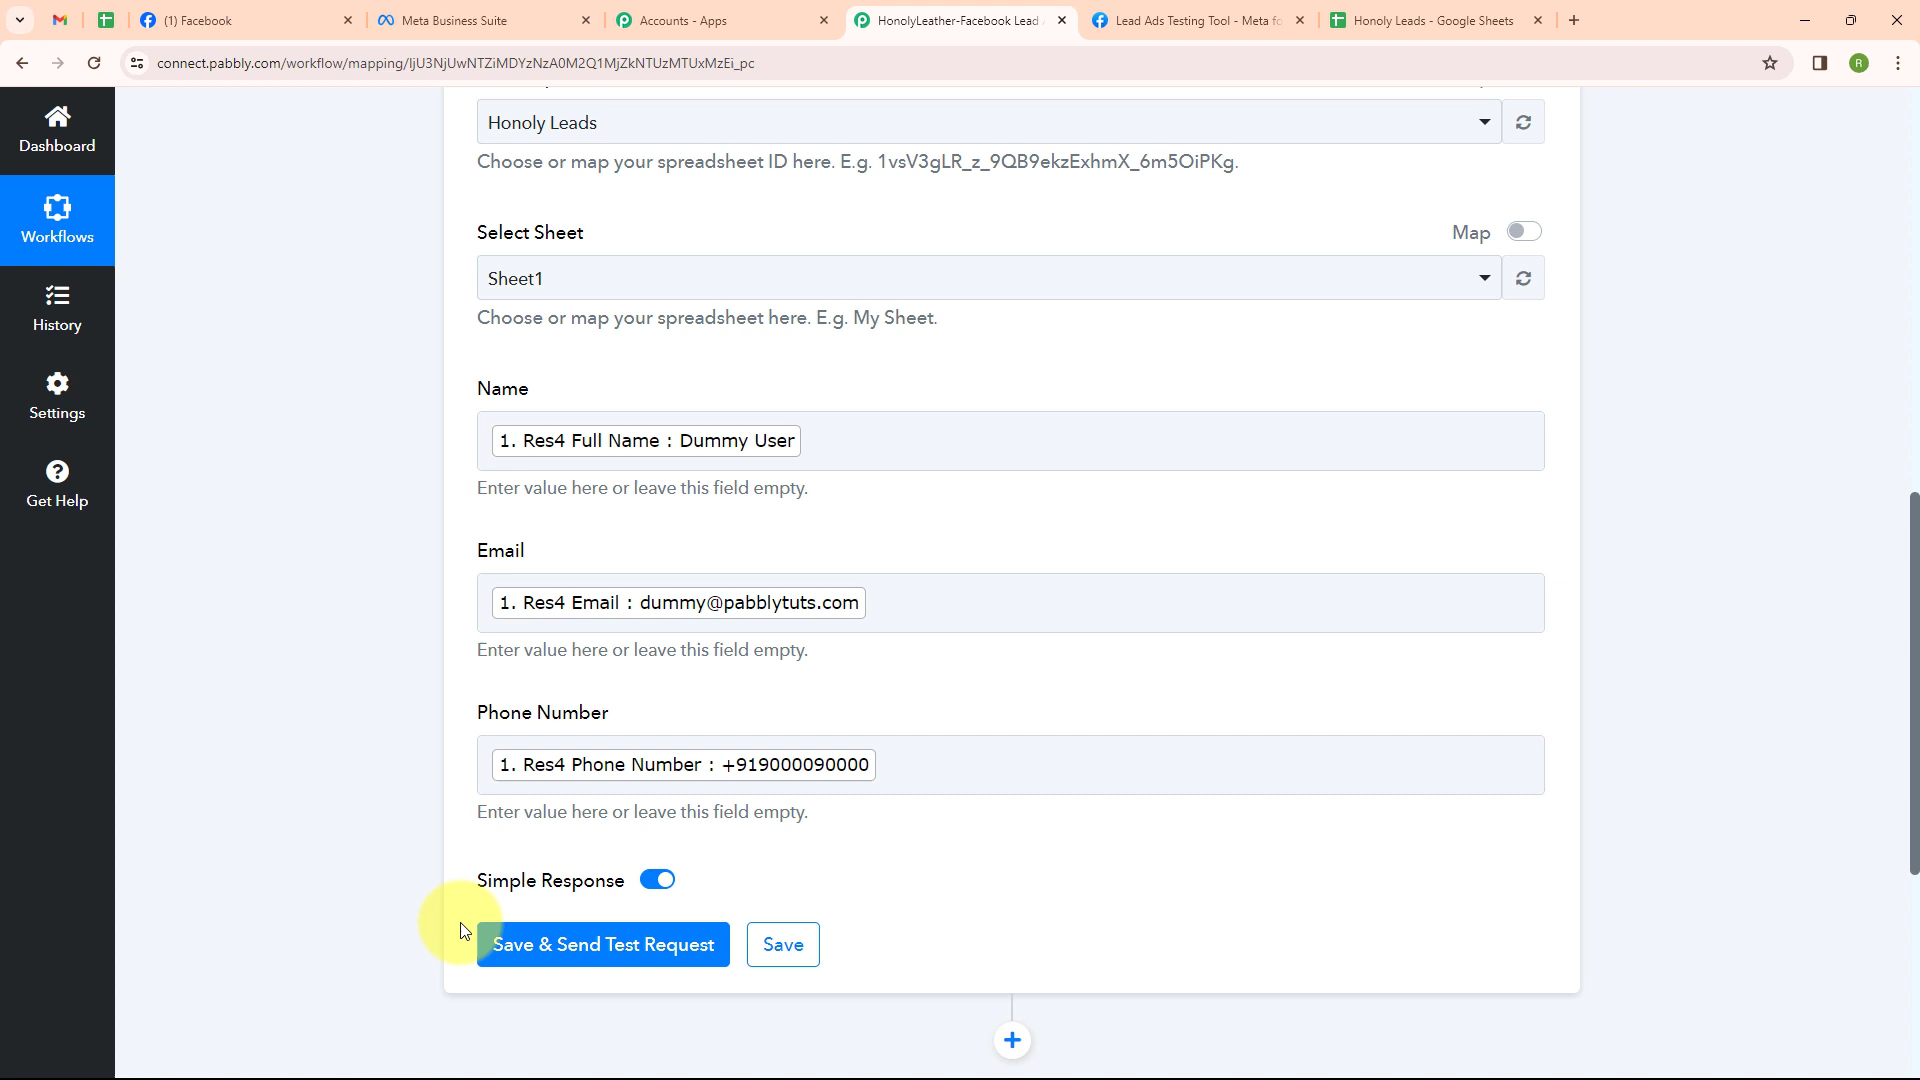 (1) Facebook
Meta Business Suite
Accounts - Apps
HonolyLeather-Facebook Lead
Lead Ads Testing Tool - Meta fo
Honoly Leads - Google Sheets
connect.pabbly.com/workflow/mapping/IjU3NjUwNTZiMDYzNzA0M2Q1MjZkNTUzMTUxMzEi_pc
R
Dashboard
Workflows
History
Settings
Get Help
Honoly Leads
Choose or map your spreadsheet ID here. E.g. 1vsV3gLR_z_9QB9ekzExhmX_6m5OiPKg.
Select Sheet
Map
Sheet1
Choose or map your spreadsheet here. E.g. My Sheet.
Name
1. Res4 Full Name : Dummy User
Enter value here or leave this field empty.
Email
1. Res4 Email : dummy@pabblytuts.com
Enter value here or leave this field empty.
Phone Number
1. Res4 Phone Number : +919000090000
Enter value here or leave this field empty.
Simple Response
Save & Send Test Request
Save